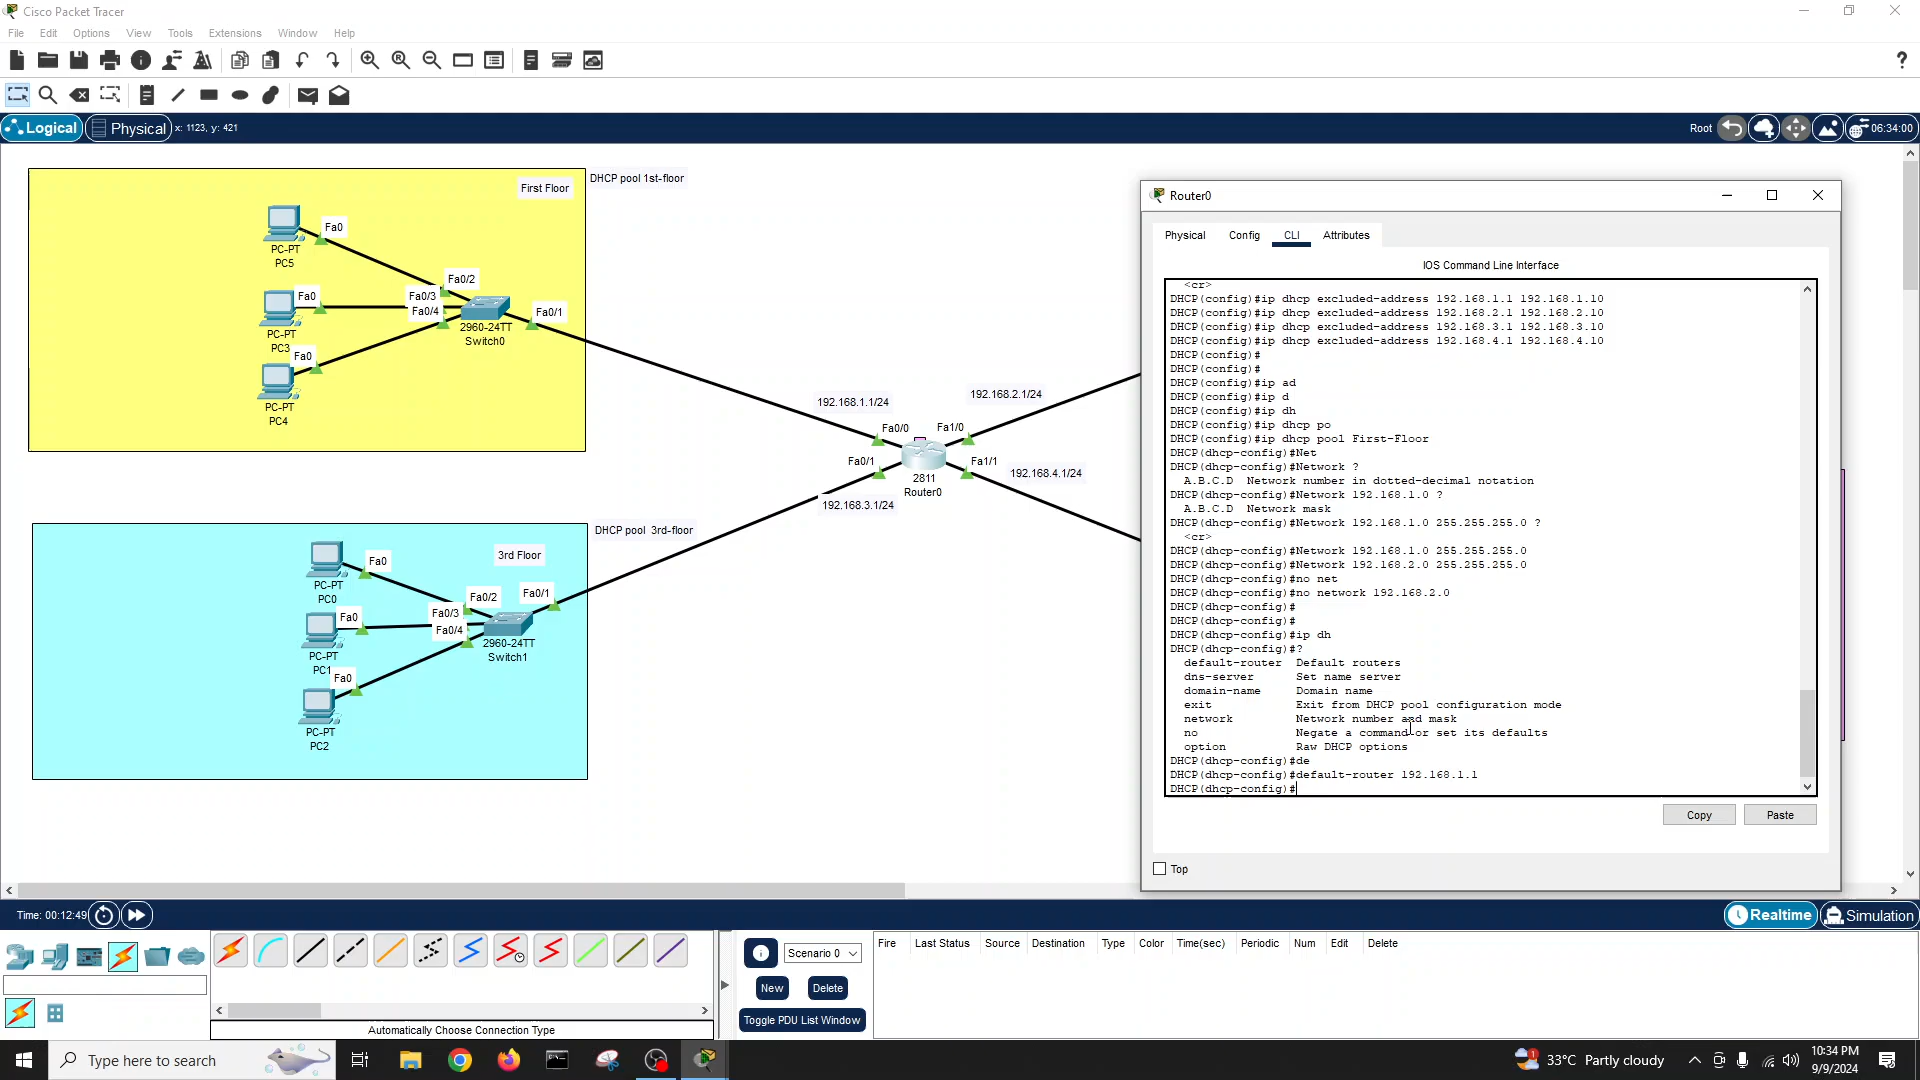 Cisco Packet Tracer
File Edit Options View Tools Extensions Window Help
Logical Physical x: 1123, y: 421 Root 06:34:00
First Floor
DHCP pool 1st-floor
Fa0
PC-PT
PC5
Fa0/2
Fa0
Fa0/3
Fa0/4
Fa0/1
PC-PT
PC3
2960-24TT
Switch0
Fa0
PC-PT
PC4
192.168.1.1/24
192.168.2.1/24
Fa0/0
Fa1/0
Fa0/1
Fa1/1
192.168.4.1/24
2811
Router0
192.168.3.1/24
DHCP pool 3rd-floor
3rd Floor
Fa0
PC-PT
PC0
Fa0/2
Fa0/1
Fa0
Fa0/3
Fa0/4
PC-PT
PC1
2960-24TT
Switch1
Fa0
PC-PT
PC2
Router0
Physical Config CLI Attributes
IOS Command Line Interface
<cr>
DHCP(config)#ip dhcp excluded-address 192.168.1.1 192.168.1.10
DHCP(config)#ip dhcp excluded-address 192.168.2.1 192.168.2.10
DHCP(config)#ip dhcp excluded-address 192.168.3.1 192.168.3.10
DHCP(config)#ip dhcp excluded-address 192.168.4.1 192.168.4.10
DHCP(config)#
DHCP(config)#
DHCP(config)#ip ad
DHCP(config)#ip d
DHCP(config)#ip dh
DHCP(config)#ip dhcp po
DHCP(config)#ip dhcp pool First-Floor
DHCP(dhcp-config)#Net
DHCP(dhcp-config)#Network ?
A.B.C.D Network number in dotted-decimal notation
DHCP(dhcp-config)#Network 192.168.1.0 ?
A.B.C.D Network mask
DHCP(dhcp-config)#Network 192.168.1.0 255.255.255.0 ?
<cr>
DHCP(dhcp-config)#Network 192.168.1.0 255.255.255.0
DHCP(dhcp-config)#Network 192.168.2.0 255.255.255.0
DHCP(dhcp-config)#no net
DHCP(dhcp-config)#no network 192.168.2.0
DHCP(dhcp-config)#
DHCP(dhcp-config)#
DHCP(dhcp-config)#ip dh
DHCP(dhcp-config)#?
default-router Default routers
dns-server Set name server
domain-name Domain name
exit Exit from DHCP pool configuration mode
network Network number and mask
no Negate a command or set its defaults
option Raw DHCP options
DHCP(dhcp-config)#de
DHCP(dhcp-config)#default-router 192.168.1.1
DHCP(dhcp-config)#
Copy Paste
Top
Time: 00:12:49
Realtime Simulation
Scenario 0
New Delete
Toggle PDU List Window
Fire Last Status Source Destination Type Color Time(sec) Periodic Num Edit Delete
Automatically Choose Connection Type
Type here to search
33°C Partly cloudy
10:34 PM
9/9/2024